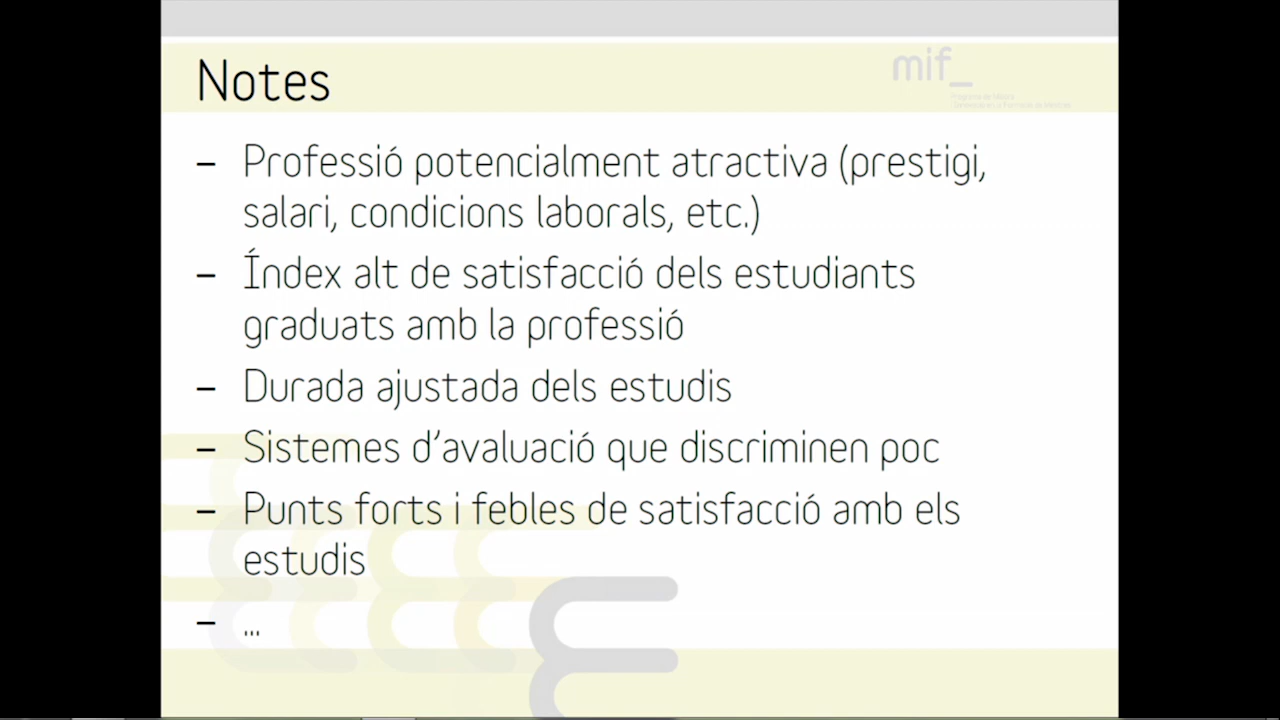 mif_
Notes
– Professió potencialment atractiva (prestigi,
salari, condicions laborals, etc.)
– Índex alt de satisfacció dels estudiants
graduats amb la professió
– Durada ajustada dels estudis
– Sistemes d’avaluació que discriminen poc
– Punts forts i febles de satisfacció amb els
estudis
– ...